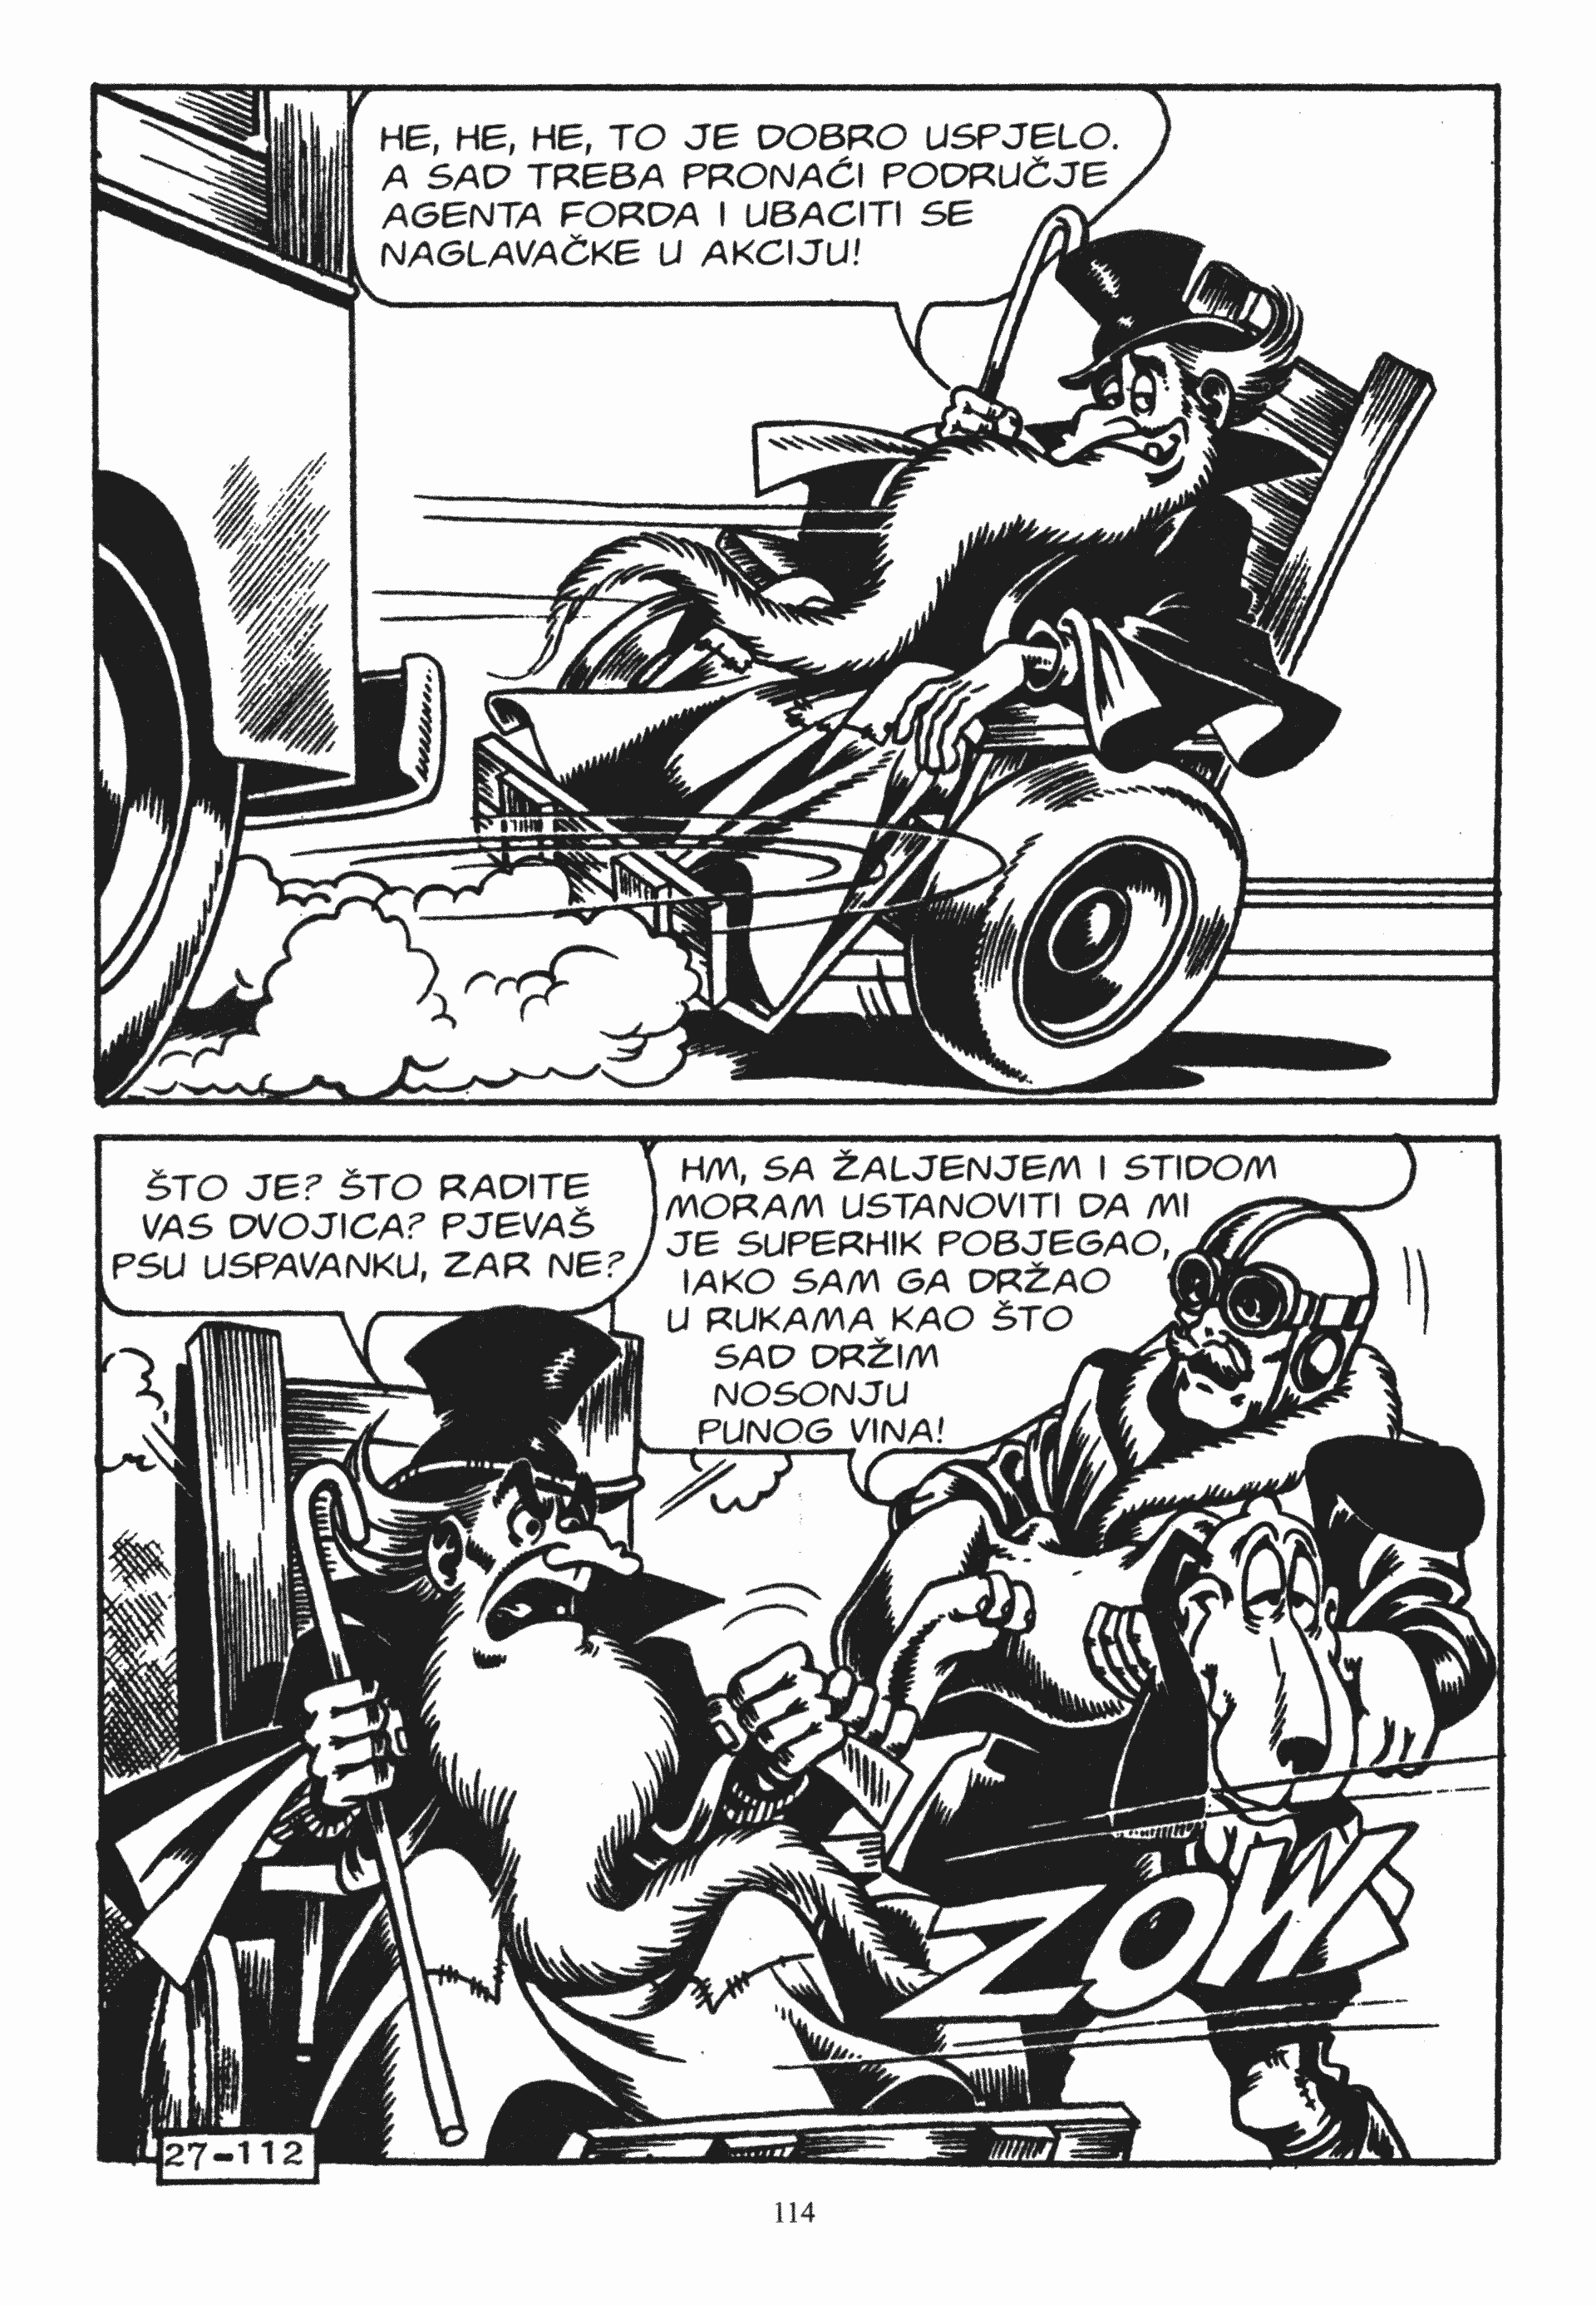 HE, HE, HE, TO JE DOBRO USPJELO.
A SAD TREBA PRONAĆI PODRUČJE
AGENTA FORDA I UBACITI SE
NAGLAVAČKE U AKCIJU!
ŠTO JE? ŠTO RADITE
VAS DVOJICA? PJEVAŠ
PSU USPAVANKU, ZAR NE?
HM, SA ŽALJENJEM I STIDOM
MORAM USTANOVITI DA MI
JE SUPERHIK POBJEGAO,
IAKO SAM GA DRŽAO
U RUKAMA KAO ŠTO
SAD DRŽIM
NOSONJU
PUNOG VINA!
ZOW
27-112
114